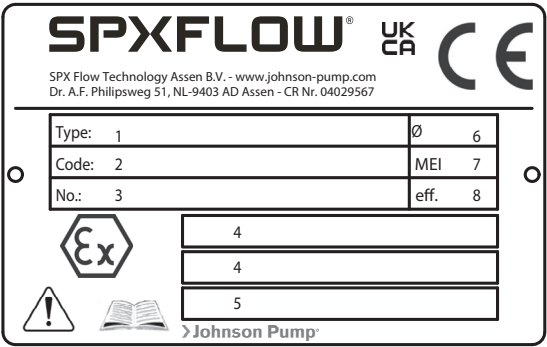 SPXFLOW®
UK
CA
CE
SPX Flow Technology Assen B.V. - www.johnson-pump.com
Dr. A.F. Philipsweg 51, NL-9403 AD Assen - CR Nr. 04029567
Type: 1 Ø 6
Code: 2 MEI 7
No.: 3 eff. 8
Ex
4
4
5
Johnson Pump®